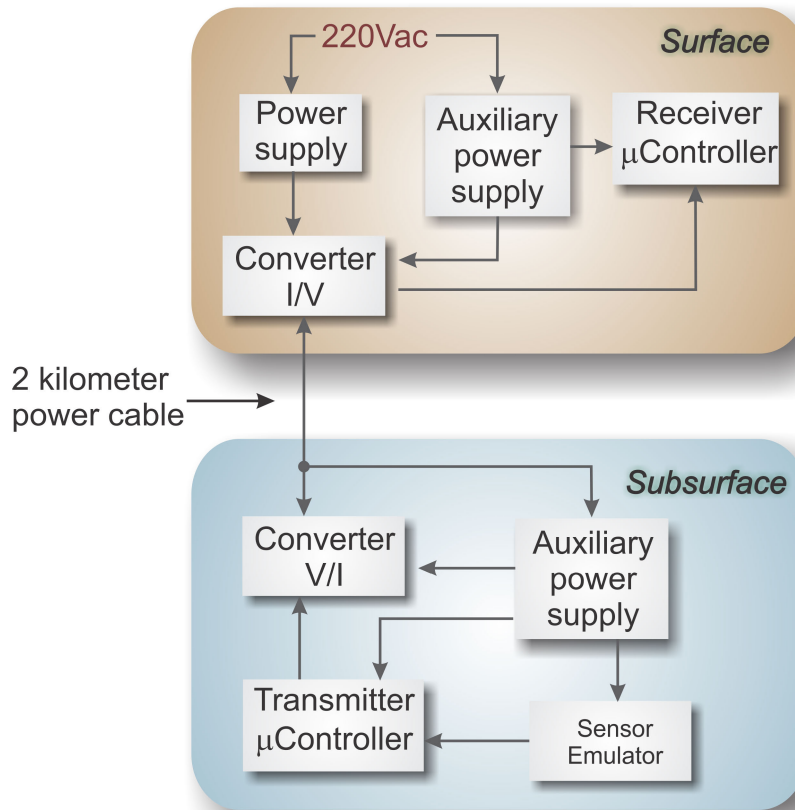 220Vac
Surface
Power
supply
Auxiliary
power
supply
Receiver
μController
Converter
I/V
2 kilometer
power cable
Subsurface
Converter
V/I
Auxiliary
power
supply
Transmitter
μController
Sensor
Emulator